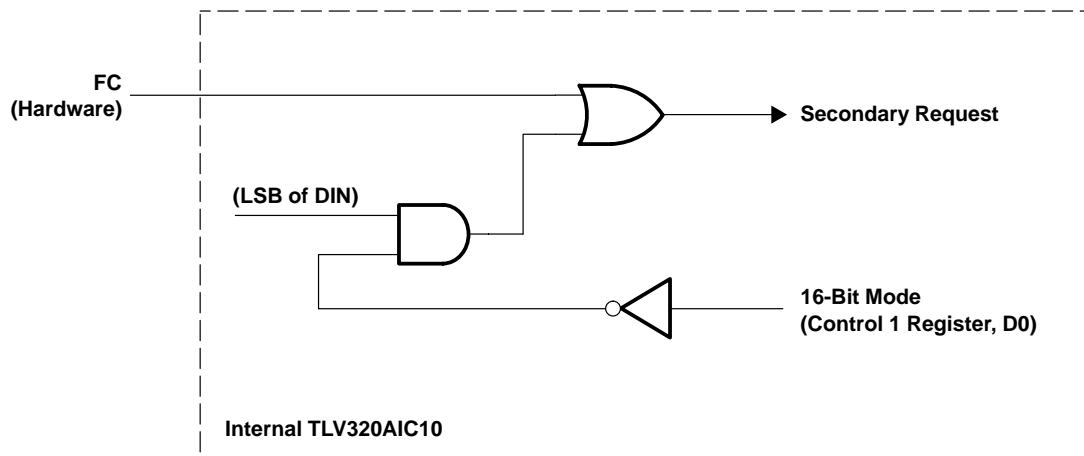 FC
(Hardware)
Secondary Request
(LSB of DIN)
16-Bit Mode
(Control 1 Register, D0)
Internal TLV320AIC10